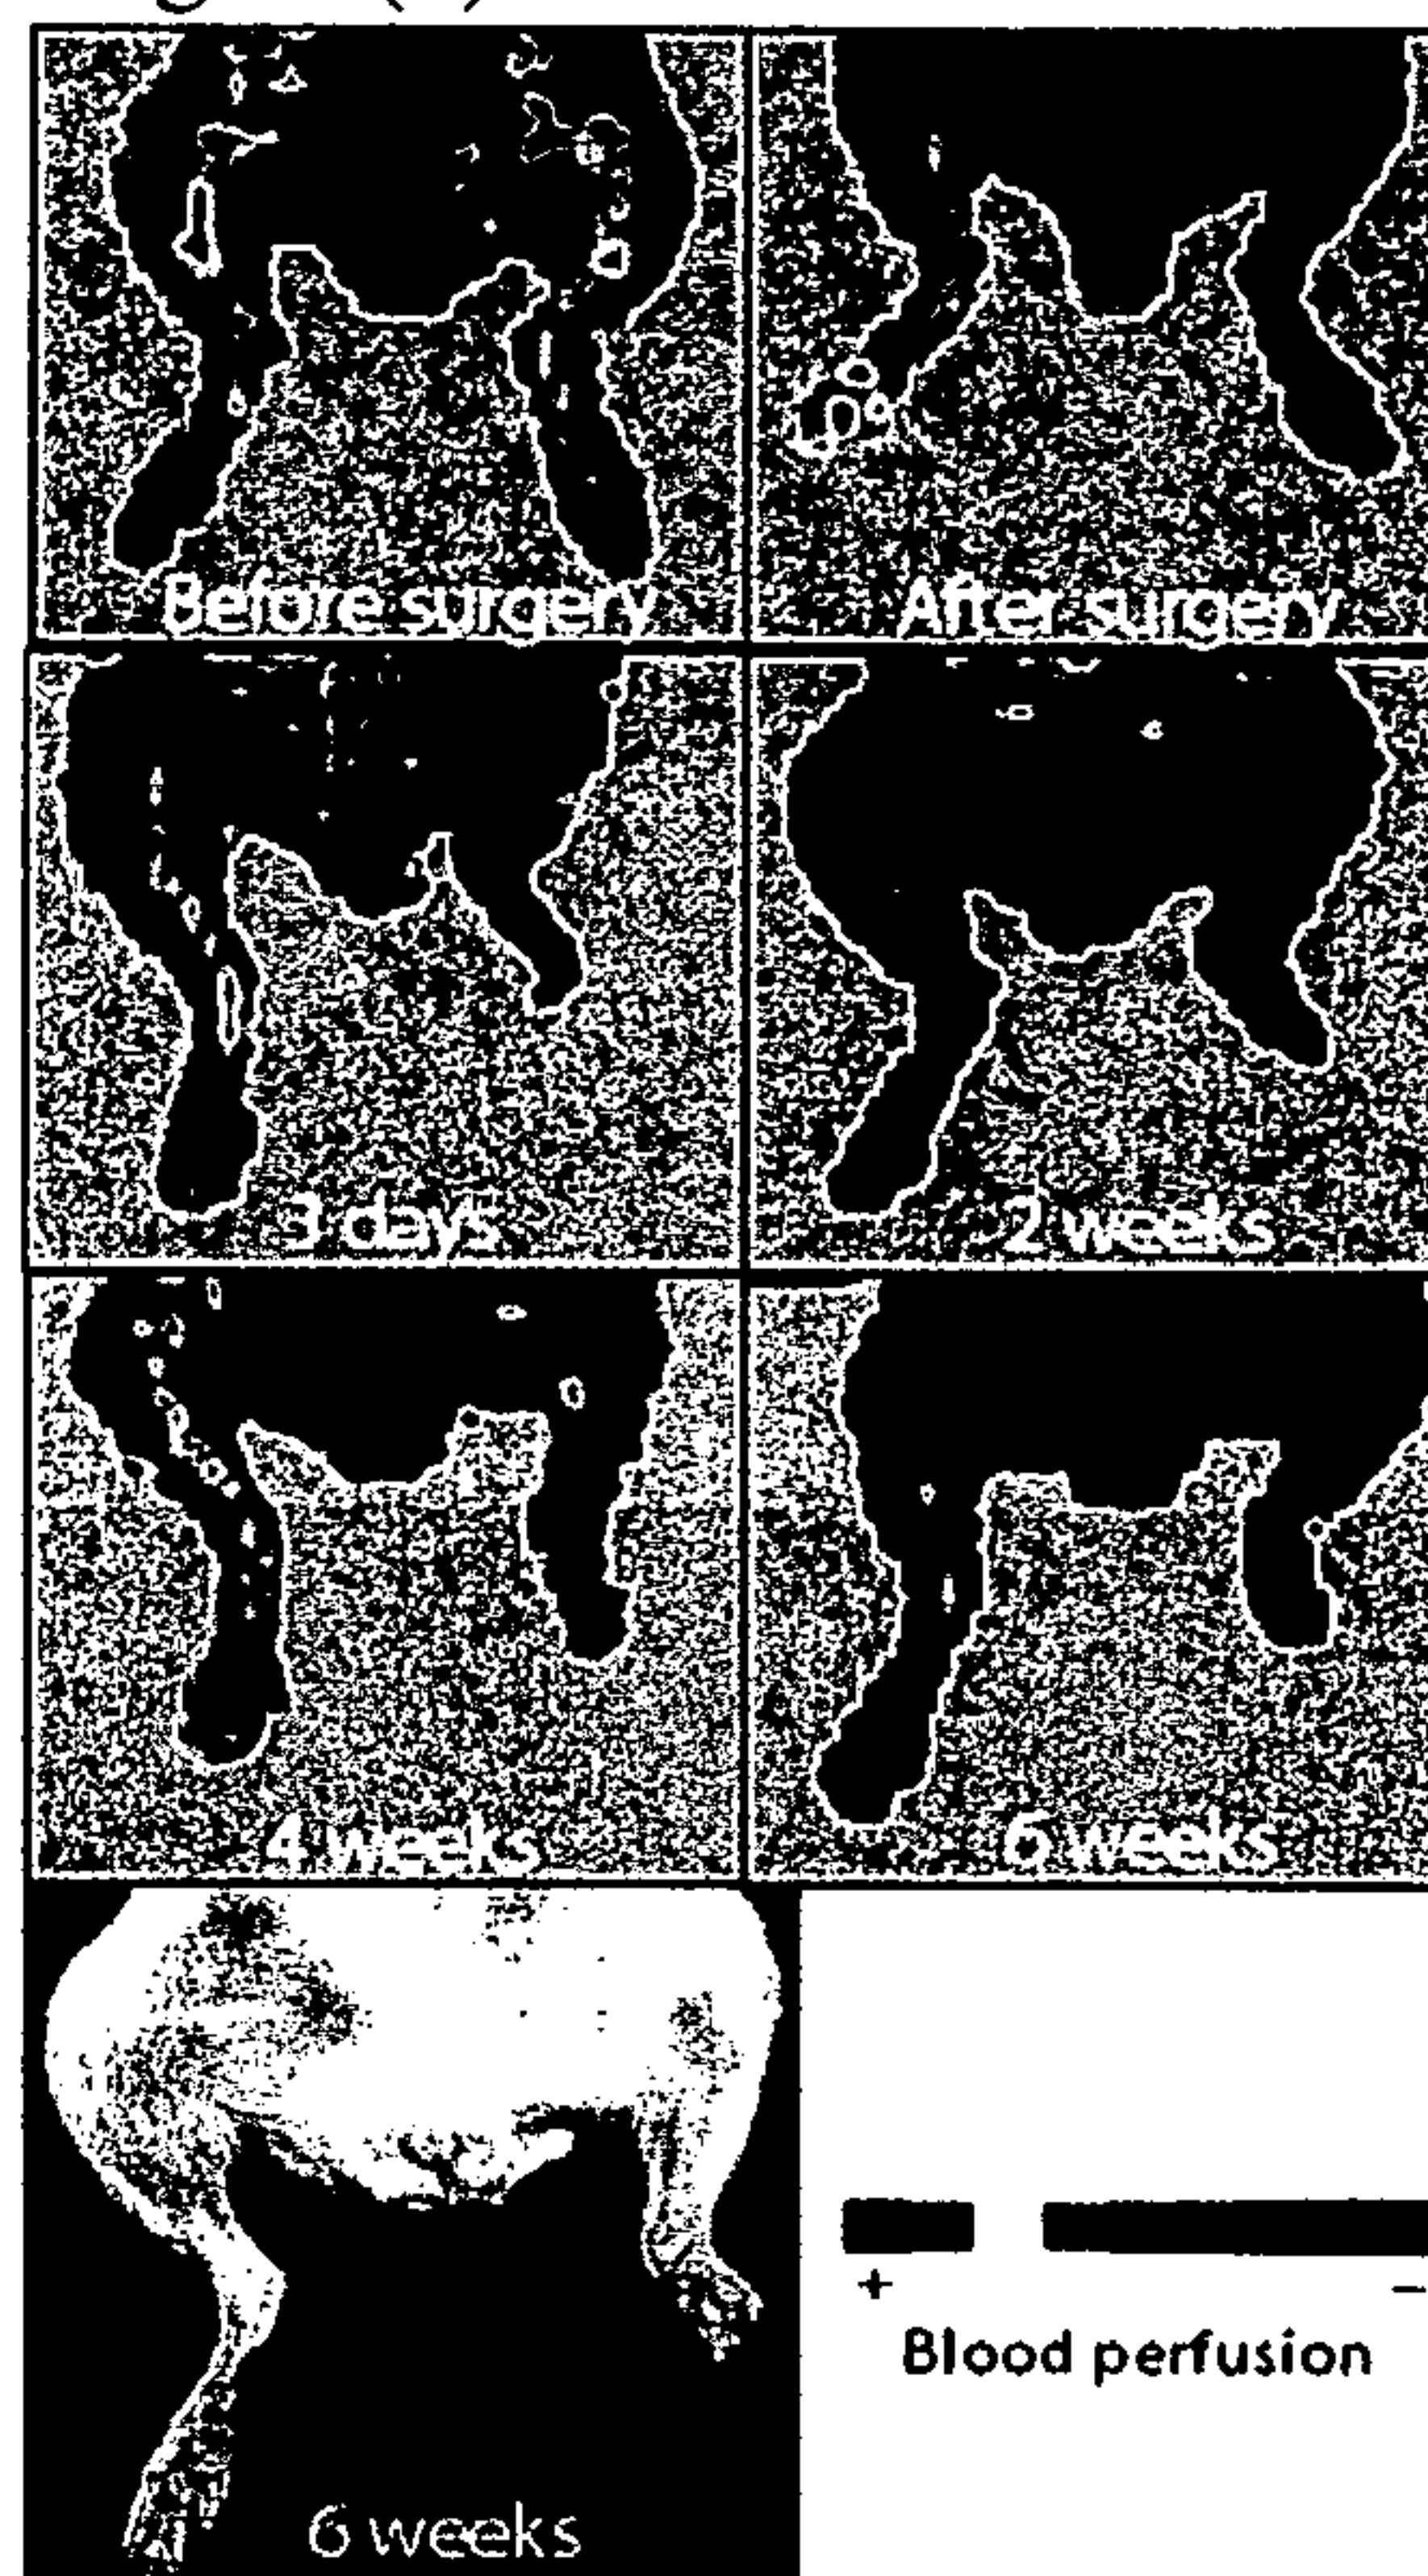 Before surgery
After surgery
3 days
2 weeks
4 weeks
6 weeks
6 weeks
+ −
Blood perfusion